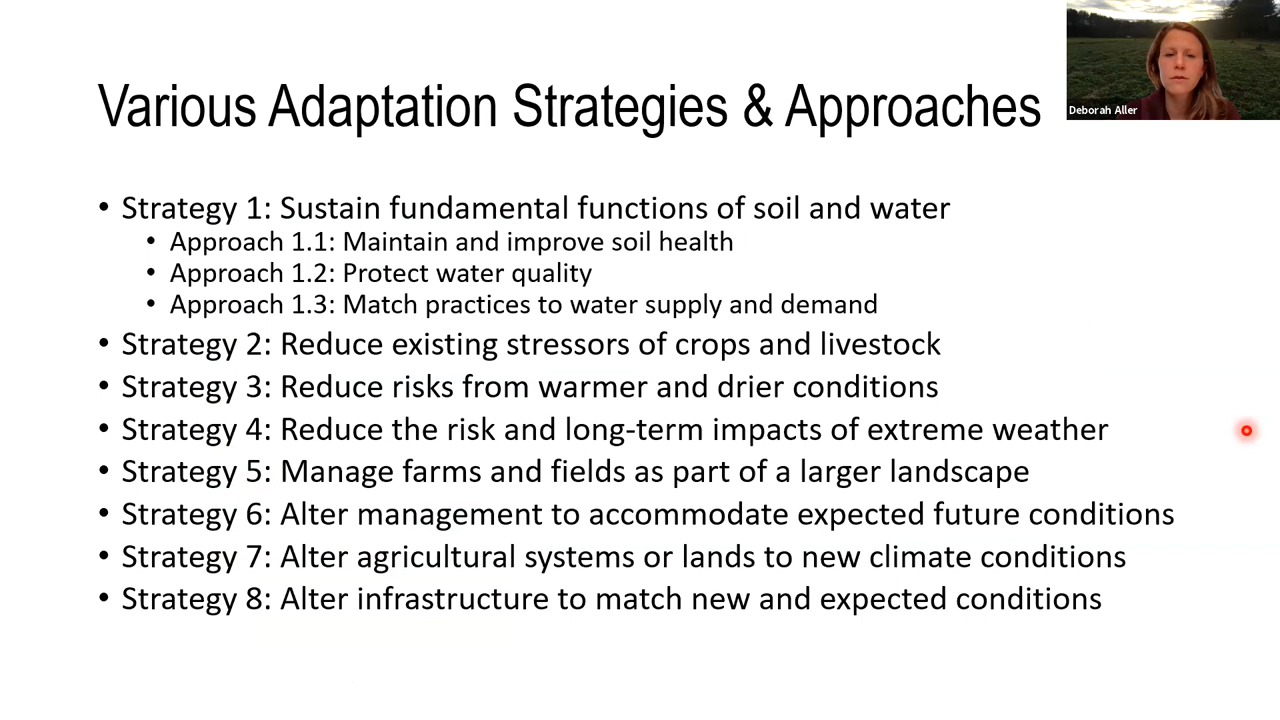 Various Adaptation Strategies & Approaches
Deborah Aller
• Strategy 1: Sustain fundamental functions of soil and water
• Approach 1.1: Maintain and improve soil health
• Approach 1.2: Protect water quality
• Approach 1.3: Match practices to water supply and demand
• Strategy 2: Reduce existing stressors of crops and livestock
• Strategy 3: Reduce risks from warmer and drier conditions
• Strategy 4: Reduce the risk and long-term impacts of extreme weather
• Strategy 5: Manage farms and fields as part of a larger landscape
• Strategy 6: Alter management to accommodate expected future conditions
• Strategy 7: Alter agricultural systems or lands to new climate conditions
• Strategy 8: Alter infrastructure to match new and expected conditions